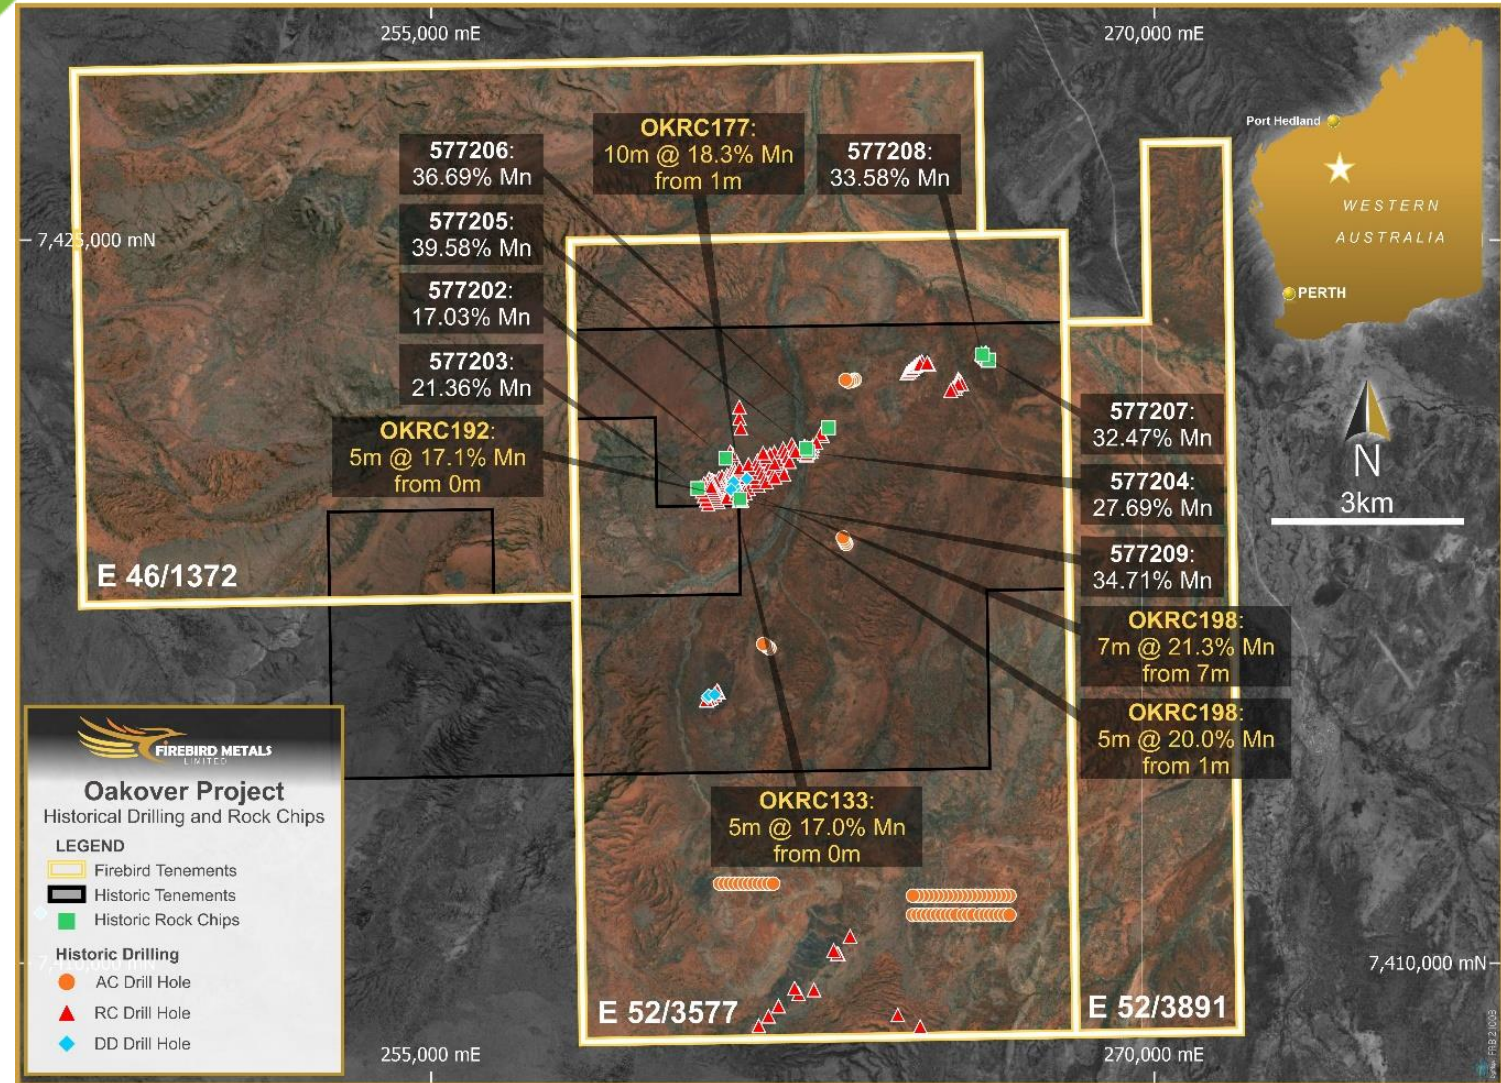 255,000 mE
270,000 mE
Port Hedland
WESTERN
AUSTRALIA
PERTH
7,425,000 mN
577206:
36.69% Mn
OKRC177:
10m @ 18.3% Mn
from 1m
577208:
33.58% Mn
577205:
39.58% Mn
577202:
17.03% Mn
577203:
21.36% Mn
OKRC192:
5m @ 17.1% Mn
from 0m
577207:
32.47% Mn
577204:
27.69% Mn
577209:
34.71% Mn
OKRC198:
7m @ 21.3% Mn
from 7m
OKRC198:
5m @ 20.0% Mn
from 1m
OKRC133:
5m @ 17.0% Mn
from 0m
N
3km
E 46/1372
E 52/3577
E 52/3891
FIREBIRD METALS
LIMITED
Oakover Project
Historical Drilling and Rock Chips
LEGEND
Firebird Tenements
Historic Tenements
Historic Rock Chips
Historic Drilling
AC Drill Hole
RC Drill Hole
DD Drill Hole
7,410,000 mN
255,000 mE
270,000 mE